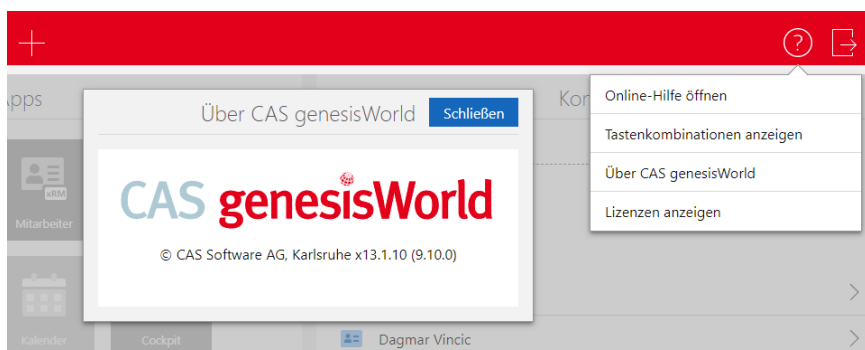 Apps
Kon
Über CAS genesisWorld
Schließen
Online-Hilfe öffnen
Tastenkombinationen anzeigen
Über CAS genesisWorld
Lizenzen anzeigen
xRM
Mitarbeiter
CAS genesisWorld
© CAS Software AG, Karlsruhe x13.1.10 (9.10.0)
Kalender
Cockpit
Dagmar Vincic